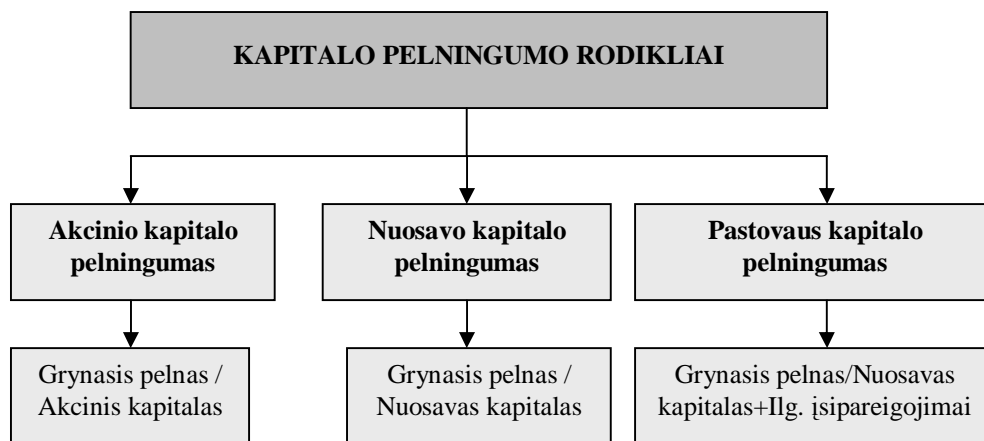 KAPITALO PELNINGUMO RODIKLIAI
Akcinio kapitalo
pelningumas
Nuosavo kapitalo
pelningumas
Pastovaus kapitalo
pelningumas
Grynasis pelnas /
Akcinis kapitalas
Grynasis pelnas /
Nuosavas kapitalas
Grynasis pelnas/Nuosavas
kapitalas+Ilg. įsipareigojimai